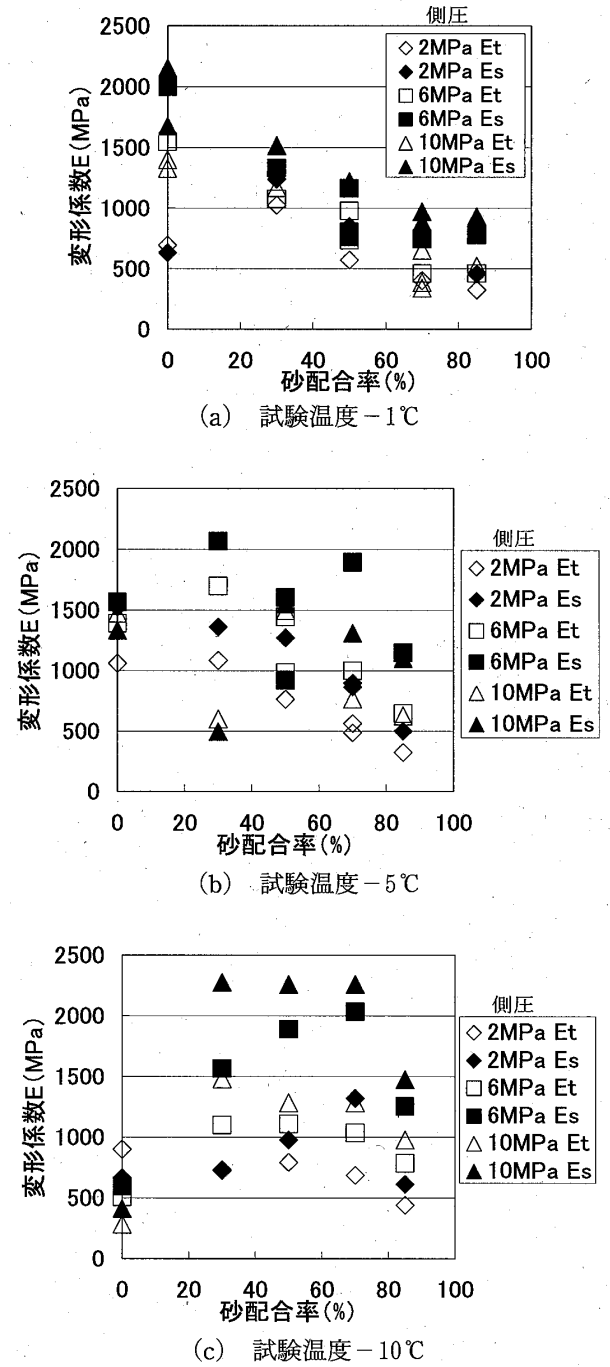 側圧
◇2MPa Et
◆2MPa Es
□6MPa Et
■6MPa Es
△10MPa Et
▲10MPa Es
変形係数E(MPa)
2500
2000
1500
1000
500
0
0 20 40 60 80 100
砂配合率(%)
(a) 試験温度－1℃
側圧
◇2MPa Et
◆2MPa Es
□6MPa Et
■6MPa Es
△10MPa Et
▲10MPa Es
変形係数E(MPa)
2500
2000
1500
1000
500
0
0 20 40 60 80 100
砂配合率(%)
(b) 試験温度－5℃
側圧
◇2MPa Et
◆2MPa Es
□6MPa Et
■6MPa Es
△10MPa Et
▲10MPa Es
変形係数E(MPa)
2500
2000
1500
1000
500
0
0 20 40 60 80 100
砂配合率(%)
(c) 試験温度－10℃